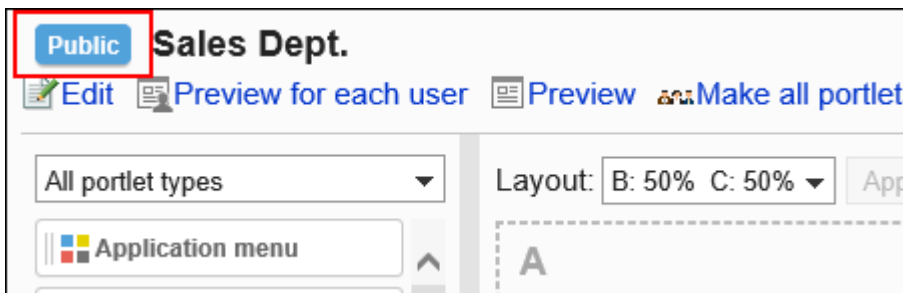 Public Sales Dept.
Edit Preview for each user Preview Make all portlet
All portlet types
Layout: B: 50% C: 50% App
Application menu
A